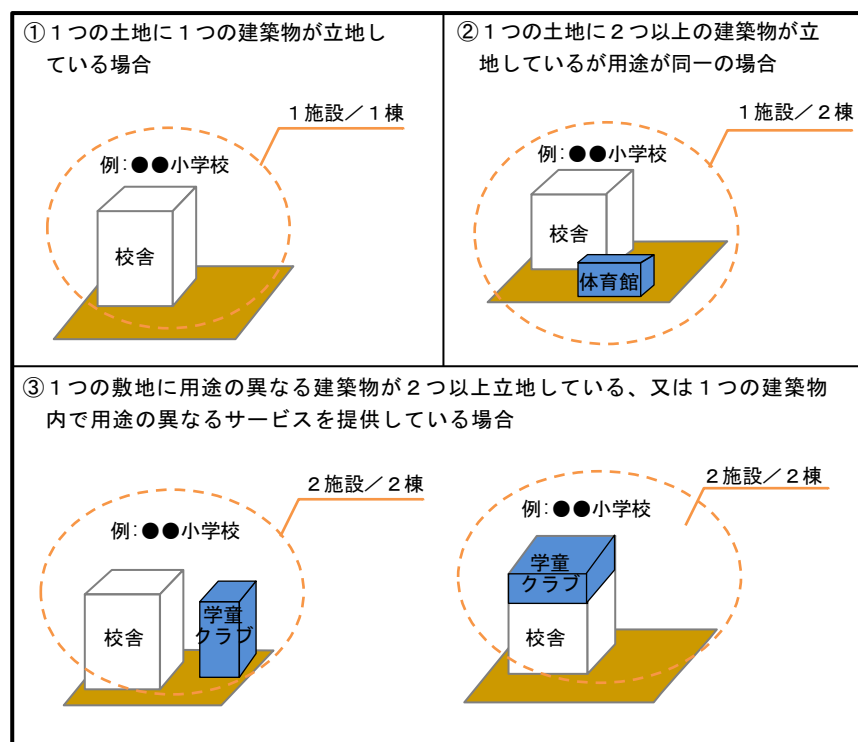 ①１つの土地に１つの建築物が立地し
ている場合
１施設／１棟
例：●●小学校
校舎
②１つの土地に２つ以上の建築物が立
地しているが用途が同一の場合
１施設／２棟
例：●●小学校
校舎
体育館
③１つの敷地に用途の異なる建築物が２つ以上立地している、又は１つの建築物
内で用途の異なるサービスを提供している場合
２施設／２棟
例：●●小学校
校舎
学童
クラブ
２施設／２棟
例：●●小学校
学童
クラブ
校舎